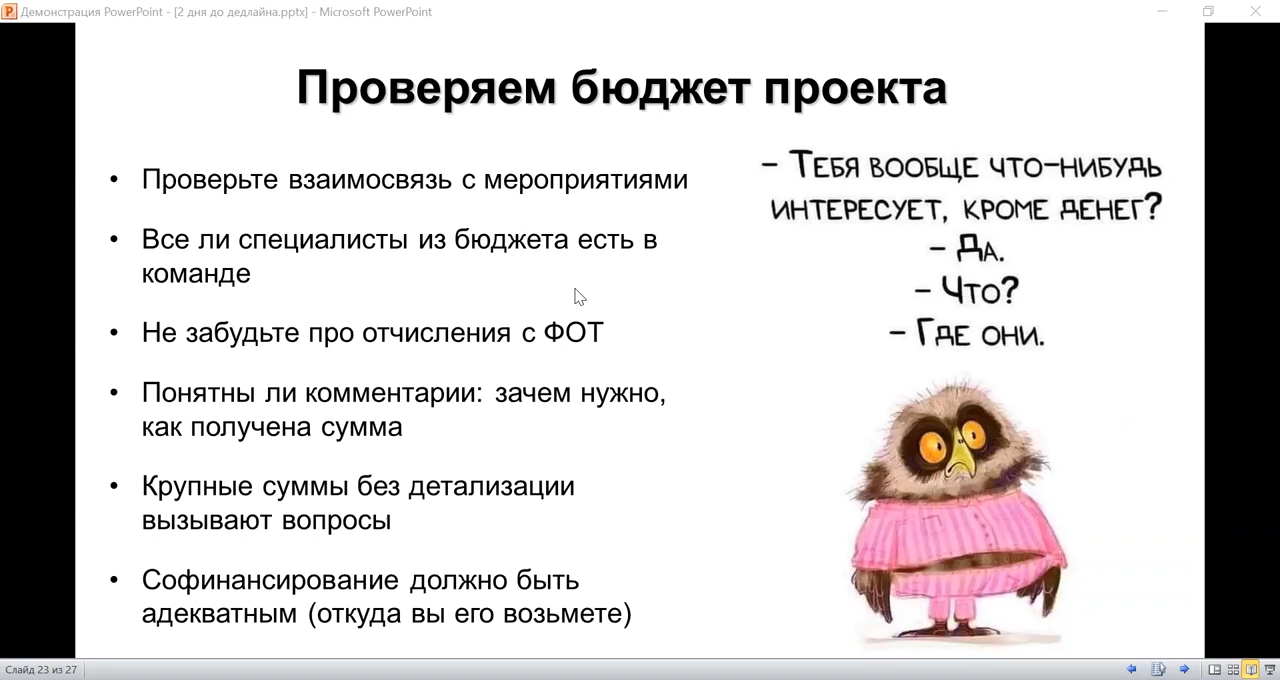 Демонстрация PowerPoint - [2 дня до дедлайна.pptx] - Microsoft PowerPoint
Проверяем бюджет проекта
• Проверьте взаимосвязь с мероприятиями
• Все ли специалисты из бюджета есть в
команде
• Не забудьте про отчисления с ФОТ
• Понятны ли комментарии: зачем нужно,
как получена сумма
• Крупные суммы без детализации
вызывают вопросы
• Софинансирование должно быть
адекватным (откуда вы его возьмете)
– Тебя вообще что-нибудь
интересует, кроме денег?
– Да.
– Что?
– Где они.
Слайд 23 из 27